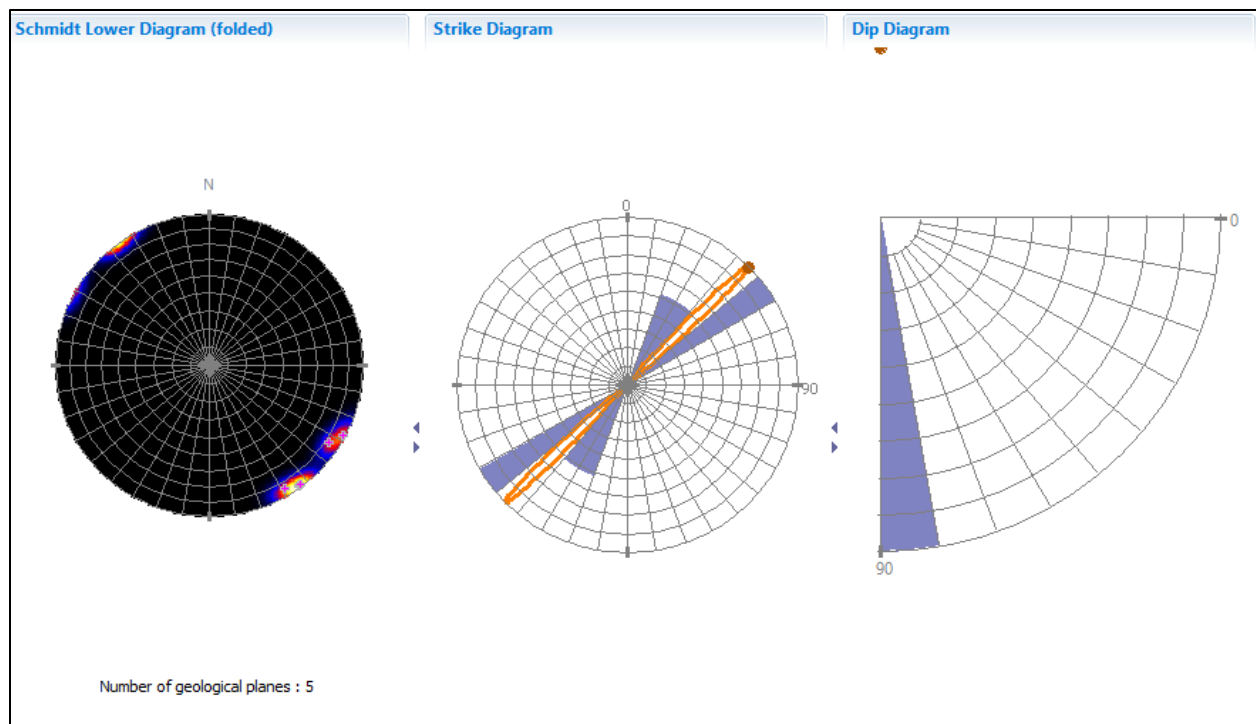 Schmidt Lower Diagram (folded)
Strike Diagram
Dip Diagram
N
0
90
0
90
Number of geological planes : 5